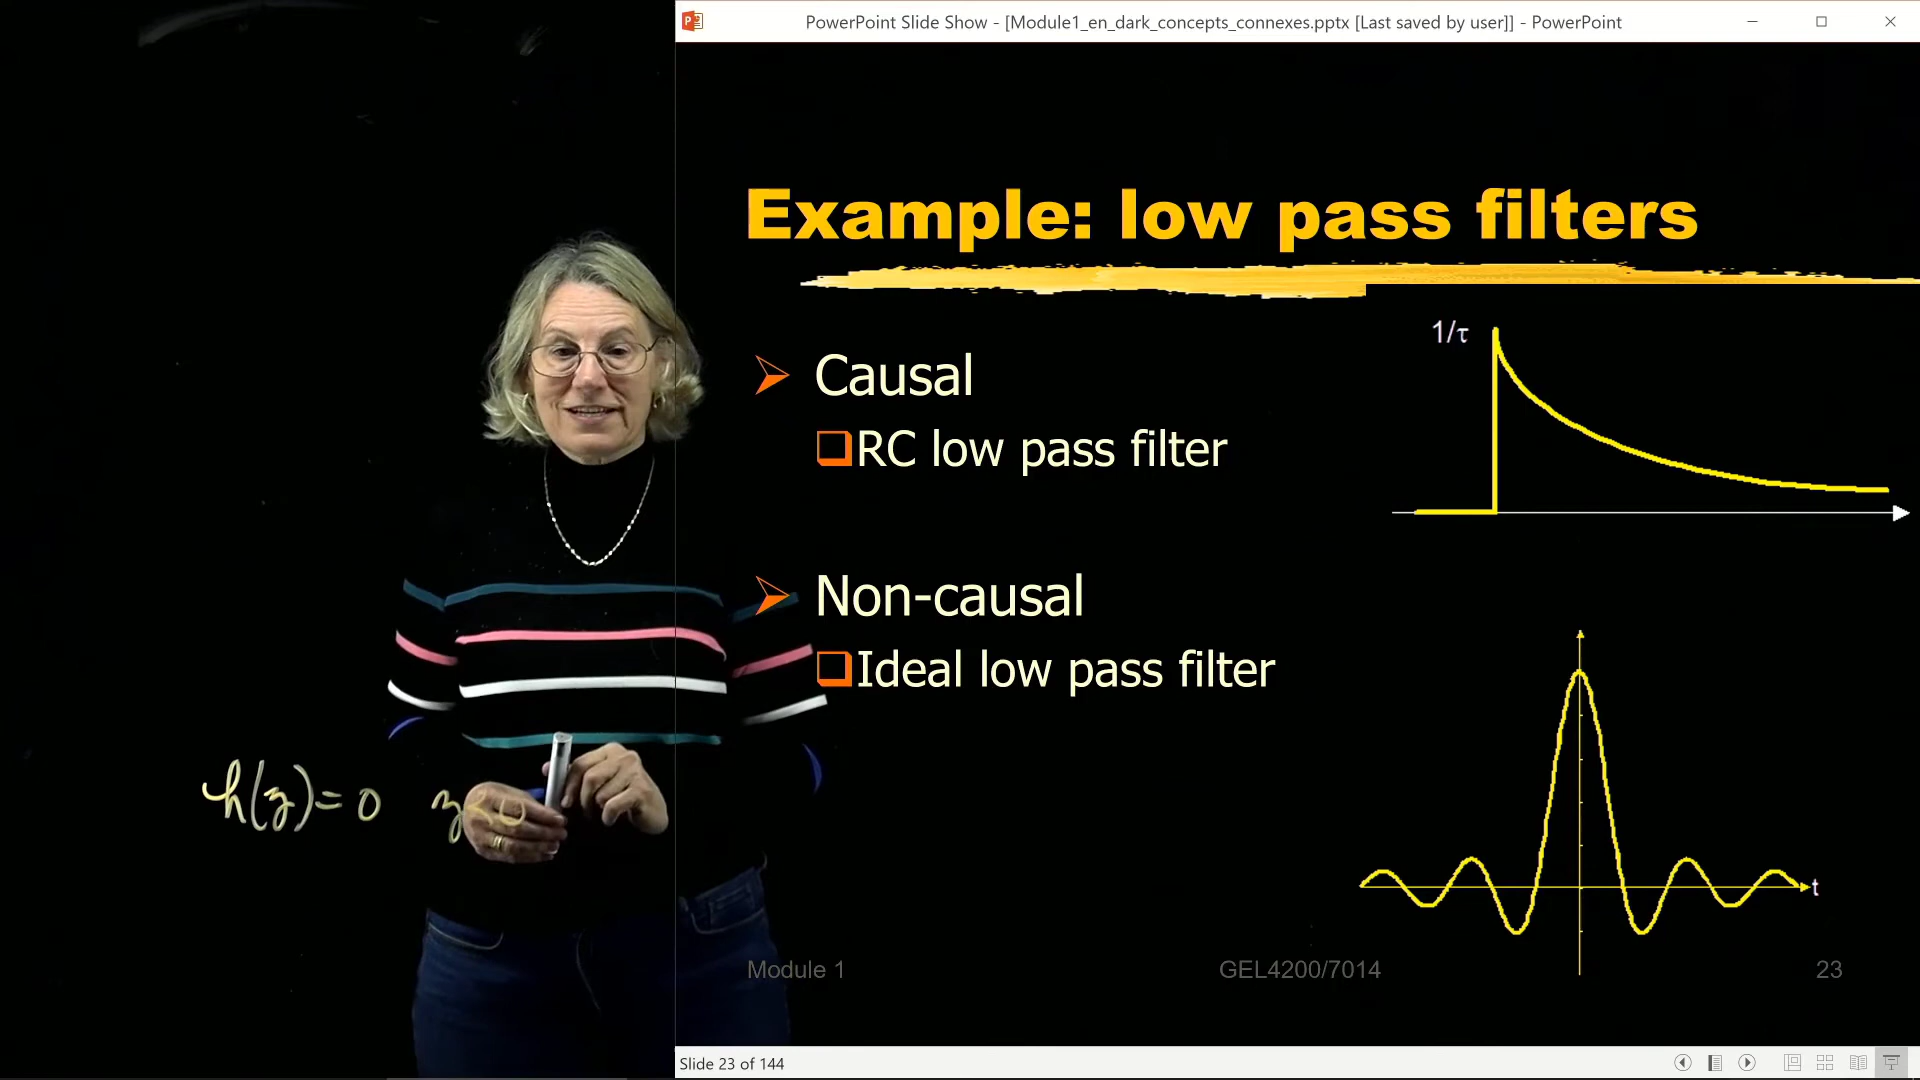 PowerPoint Slide Show - [Module1_en_dark_concepts_connexes.pptx [Last saved by user]] - PowerPoint
Example: low pass filters
Causal
RC low pass filter
1/τ
Non-causal
Ideal low pass filter
t
h(z)=0 z<0
Module 1 GEL4200/7014 23
Slide 23 of 144